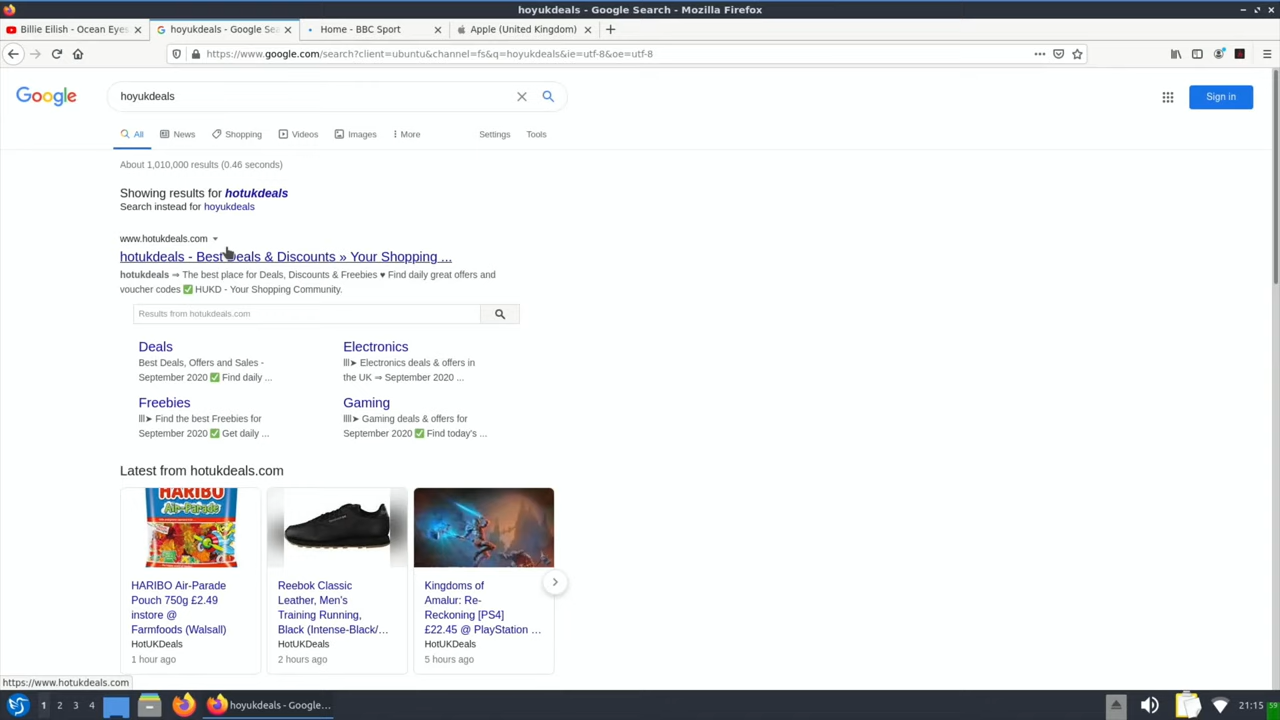 hoyukdeals - Google Search - Mozilla Firefox
Billie Eilish - Ocean Eyes
hoyukdeals - Google Sea
Home - BBC Sport
Apple (United Kingdom)
https://www.google.com/search?client=ubuntu&channel=fs&q=hoyukdeals&ie=utf-8&oe=utf-8
Google
hoyukdeals
Sign in
All
News
Shopping
Videos
Images
More
Settings
Tools
About 1,010,000 results (0.46 seconds)
Showing results for hotukdeals
Search instead for hoyukdeals
www.hotukdeals.com
hotukdeals - Best Deals & Discounts » Your Shopping ...
hotukdeals ⇒ The best place for Deals, Discounts & Freebies ♥ Find daily great offers and
voucher codes ✅ HUKD - Your Shopping Community.
Results from hotukdeals.com
Deals
Best Deals, Offers and Sales -
September 2020 ✅ Find daily ...
Electronics
lll➤ Electronics deals & offers in
the UK ⇒ September 2020 ...
Freebies
lll➤ Find the best Freebies for
September 2020 ✅ Get daily ...
Gaming
llll➤ Gaming deals & offers for
September 2020 ✅ Find today's ...
Latest from hotukdeals.com
HARIBO
Air-Parade
HARIBO Air-Parade
Pouch 750g £2.49
instore @
Farmfoods (Walsall)
HotUKDeals
1 hour ago
Reebok Classic
Leather, Men's
Training Running,
Black (Intense-Black/...
HotUKDeals
2 hours ago
Kingdoms of
Amalur: Re-
Reckoning [PS4]
£22.45 @ PlayStation ...
HotUKDeals
5 hours ago
https://www.hotukdeals.com
1 2 3 4
hoyukdeals - Google...
21:15
59